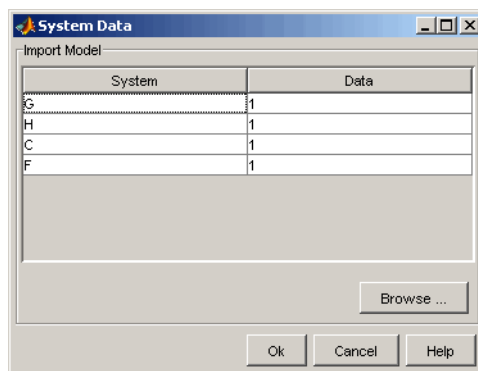 System Data
Import Model
System Data
G 1
H 1
C 1
F 1
Browse ...
Ok Cancel Help